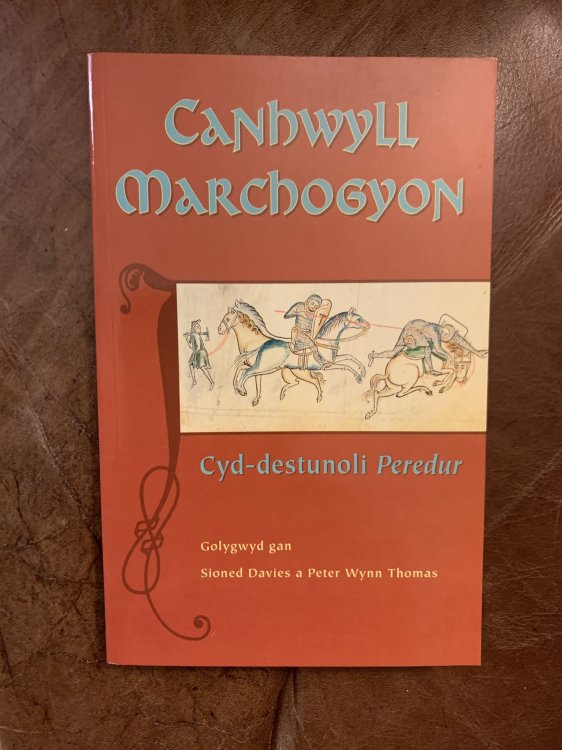 Canhwyll
Marchogyon
Cyd-destunoli Peredur
Golygwyd gan
Sioned Davies a Peter Wynn Thomas